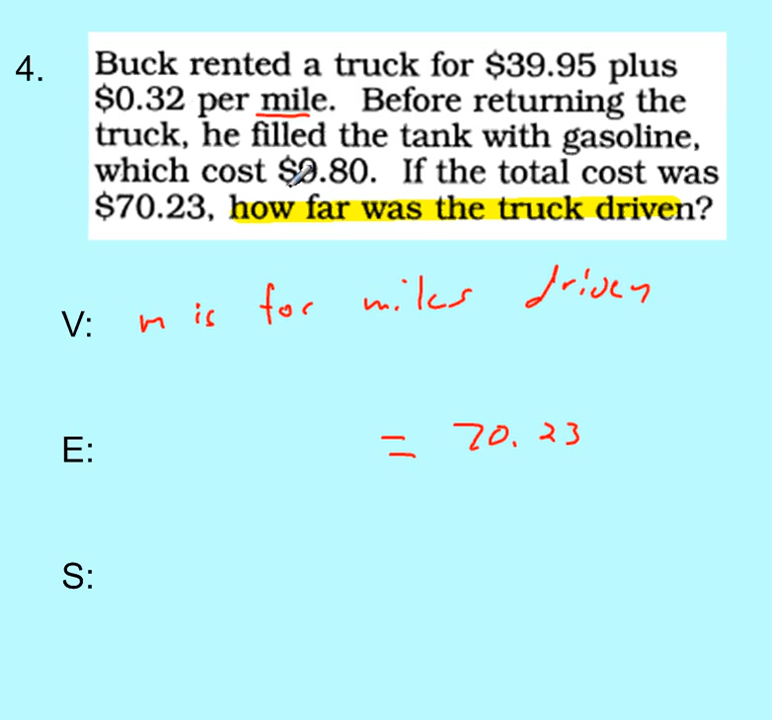 4.
Buck rented a truck for $39.95 plus
$0.32 per mile. Before returning the
truck, he filled the tank with gasoline,
which cost $9.80. If the total cost was
$70.23, how far was the truck driven?
V: m is for miles driven
E: = 70.23
S: